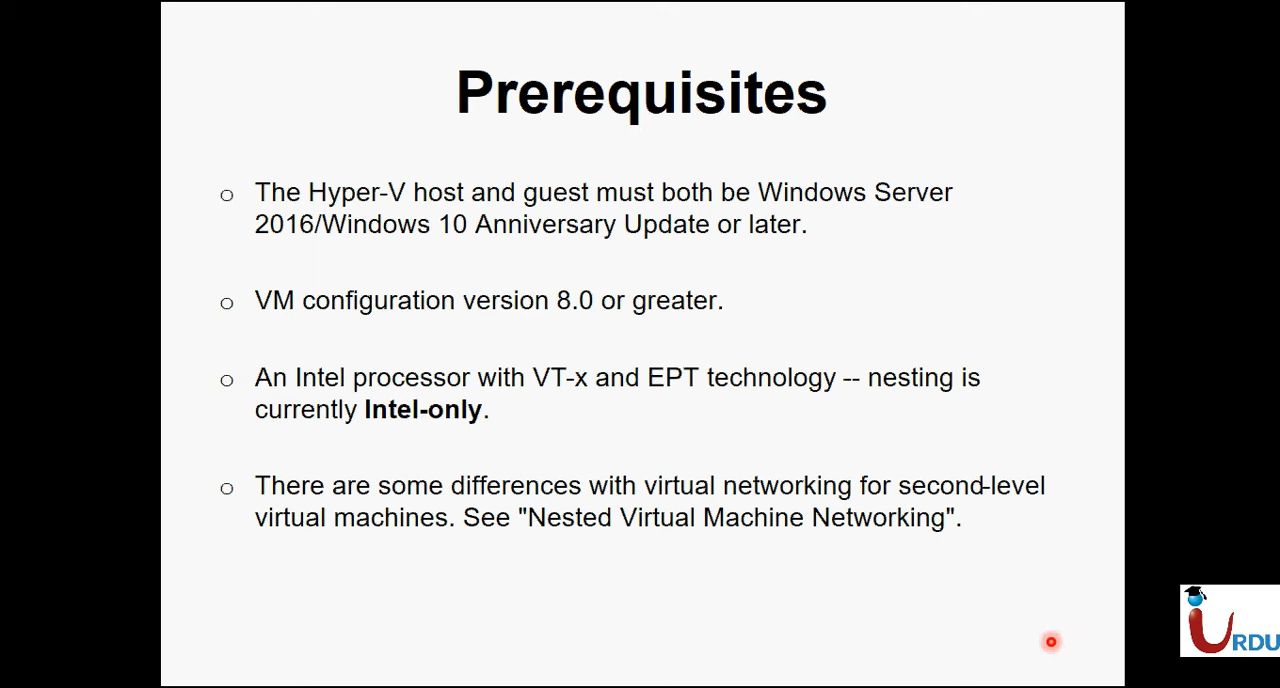 Prerequisites
o The Hyper-V host and guest must both be Windows Server
2016/Windows 10 Anniversary Update or later.
o VM configuration version 8.0 or greater.
o An Intel processor with VT-x and EPT technology -- nesting is
currently Intel-only.
o There are some differences with virtual networking for second-level
virtual machines. See "Nested Virtual Machine Networking".
iURDU